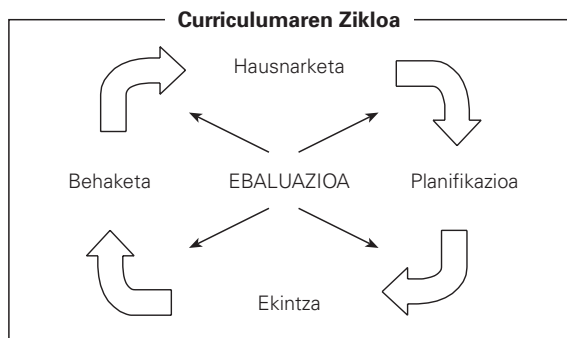 Curriculumaren Zikloa
Hausnarketa
Behaketa EBALUAZIOA Planifikazioa
Ekintza